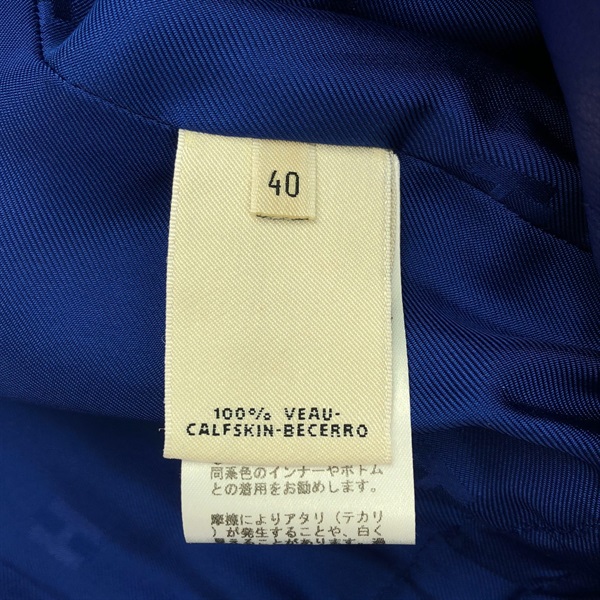 40
100% VEAU-
CALFSKIN-BECERRO
同系色のインナーやボトム
との着用をお勧めします。
摩擦によりアタリ（テカリ
）が発生することや、白く